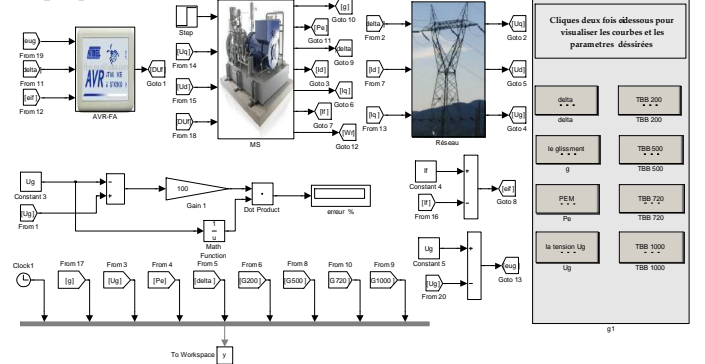 eug
From 19
delta
From 11
[eif ]
From 12
AVR
AVR-FA
[DUf]
Goto 1
Step
[Uq]
From 14
[Ud]
From 15
DUf]
From 18
MS
[g]
Goto 10
[Pe]
Goto 11
delta
Goto 9
[Id]
Goto 3
[Iq]
Goto 6
[If ]
Goto 7
[Wr]
Goto12
delta
From 2
[Id ]
From 7
[Iq ]
From 13
Réseau
[Uq]
Goto 2
[Ud]
Goto 5
[Ug]
Goto 4
Ug
Constant 3
[Ug]
From 1
100
Gain 1
1
u
Math
Function
Dot Product
erreur %
If
Constant 4
[If]
From 16
[eif ]
Goto 8
Ug
Constant 5
[Ug]
From 20
[eug
Goto 13
Clock1
From 17
[g]
From 3
[Ug]
From 4
[Pe]
From 5
[delta ]
From 6
[G200 ]
From 8
[G500 ]
From 10
G720 ]
From 9
G1000 ]
To Workspace
y
Cliques deux fois eidessous pour
visualiser les courbes et les
parametres déssirées
delta
delta
TBB 200
TBB 200
le glissment
g
TBB 500
TBB 500
PEM
Pe
TBB 720
TBB 720
la tension Ug
Ug
TBB 1000
TBB 1000
g1